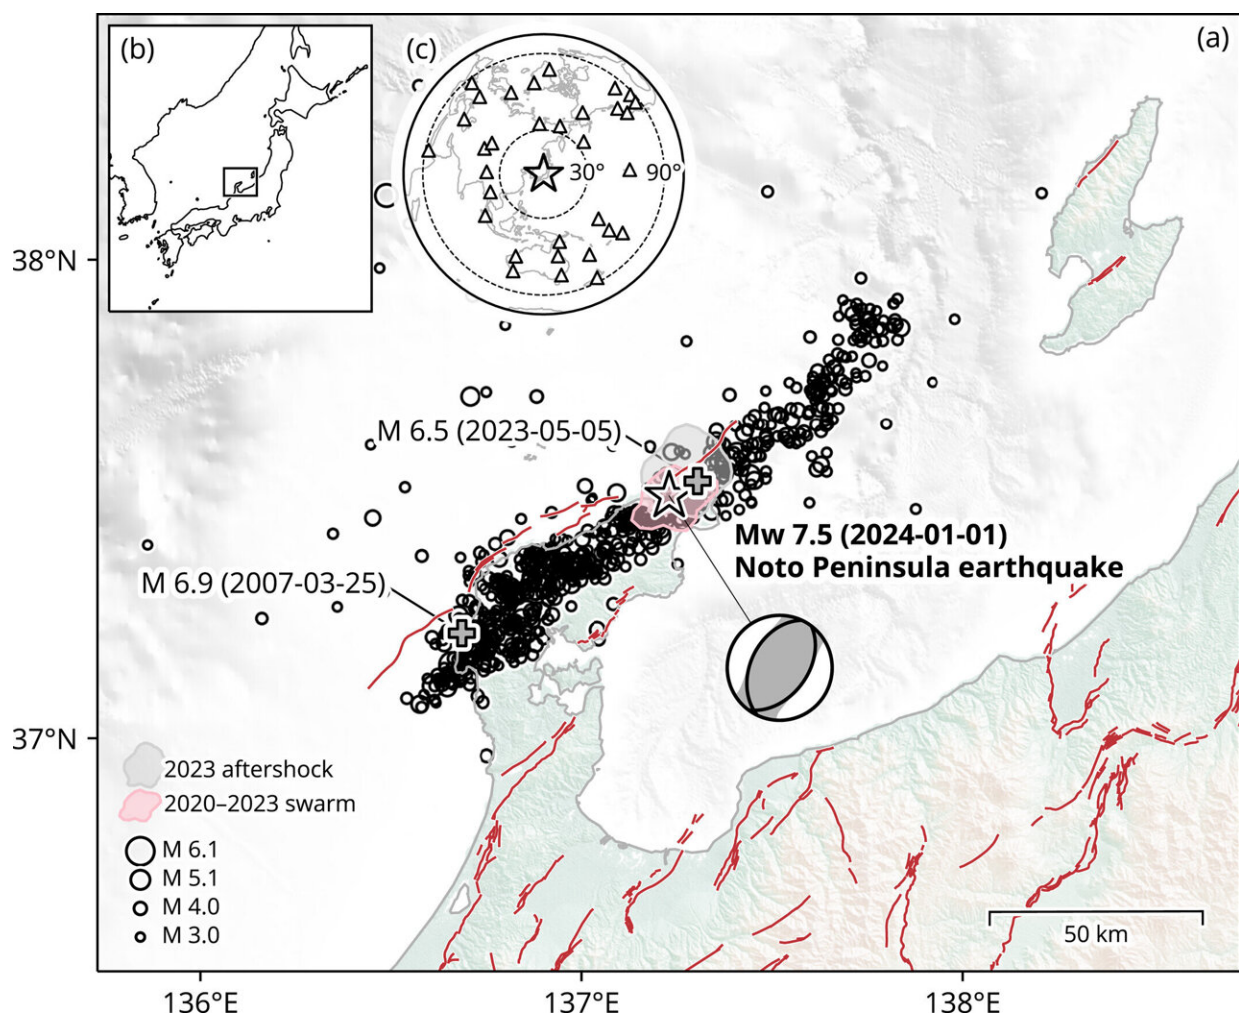 (b)
(c)
(a)
30°
90°
38°N
M 6.5 (2023-05-05)
Mw 7.5 (2024-01-01)
Noto Peninsula earthquake
M 6.9 (2007-03-25)
37°N
2023 aftershock
2020–2023 swarm
M 6.1
M 5.1
M 4.0
M 3.0
50 km
136°E
137°E
138°E